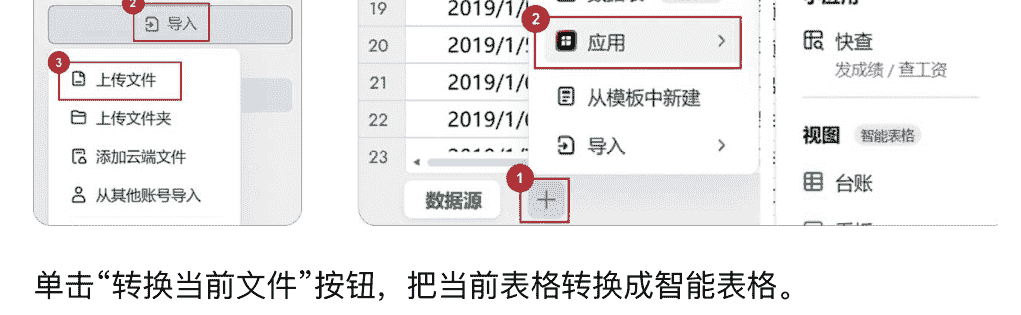 2
导入
3
上传文件
上传文件夹
添加云端文件
从其他账号导入
19
2019/1/
20
2019/1/5
21
2019/1/
22
2019/1/
23
数据源
1
2
应用
从模板中新建
导入
快查
发成绩 / 查工资
视图 智能表格
台账
单击“转换当前文件”按钮，把当前表格转换成智能表格。